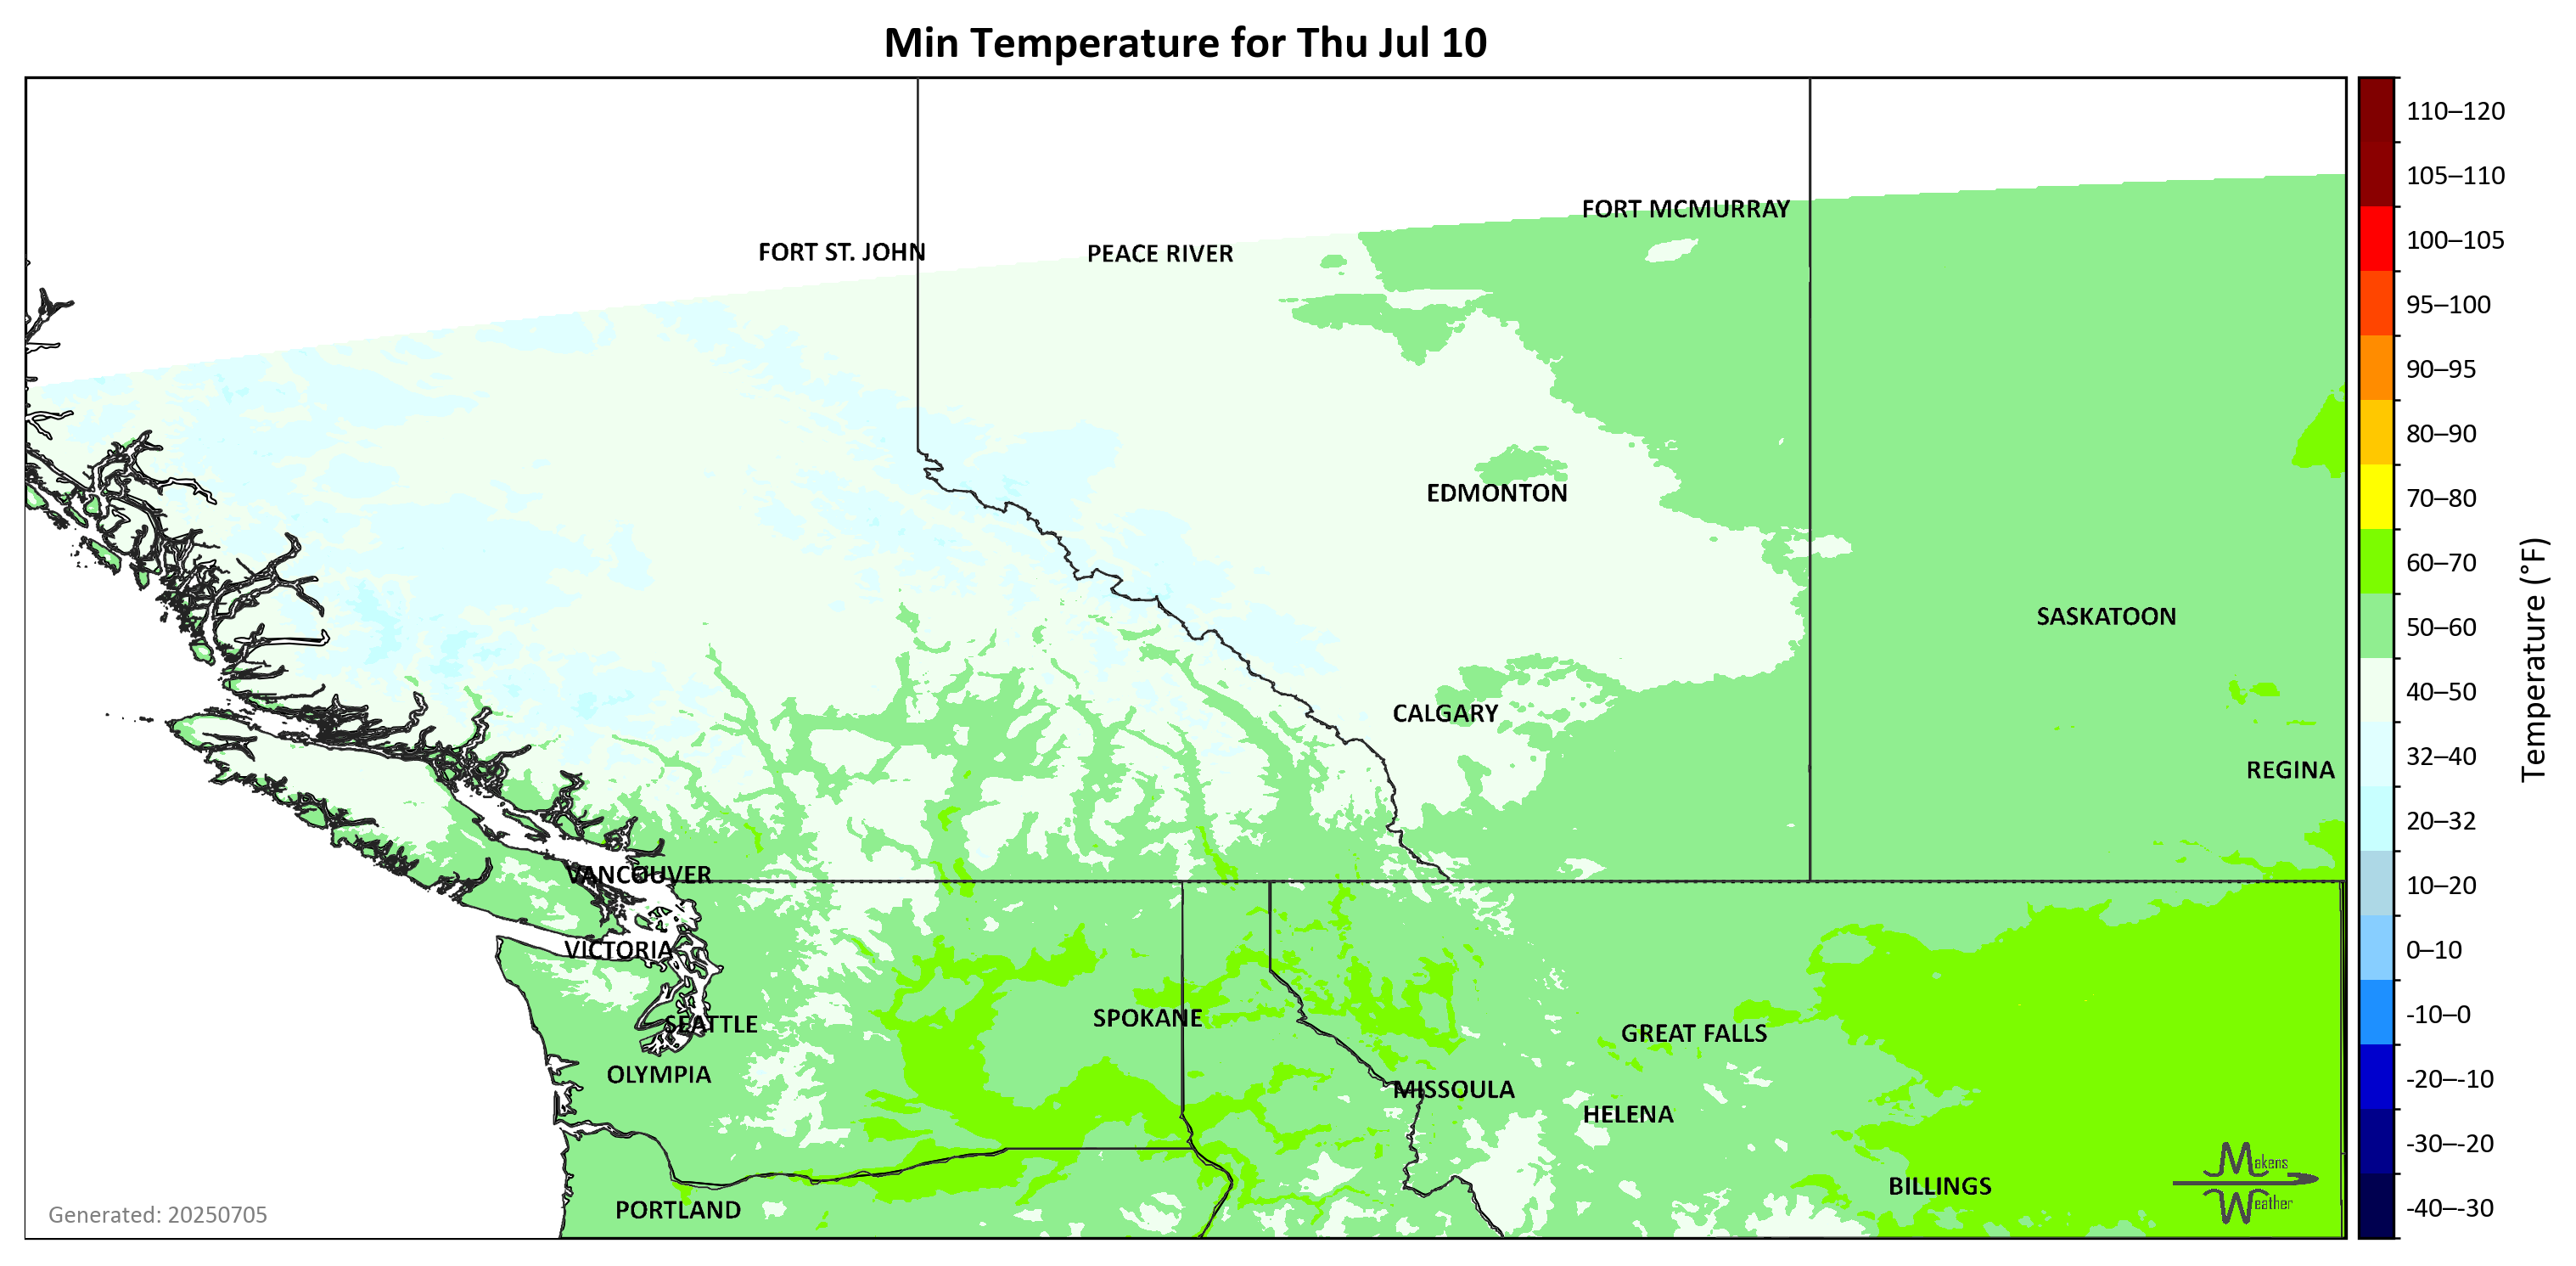 Min Temperature for Thu Jul 10
110–120
105–110
100–105
95–100
90–95
80–90
70–80
60–70
50–60
40–50
32–40
20–32
10–20
0–10
-10–0
-20–-10
-30–-20
-40–-30
Temperature (°F)
FORT MCMURRAY
FORT ST. JOHN
PEACE RIVER
EDMONTON
SASKATOON
CALGARY
REGINA
VANCOUVER
VICTORIA
SEATTLE
SPOKANE
GREAT FALLS
OLYMPIA
MISSOULA
HELENA
BILLINGS
PORTLAND
Makens
Weather
Generated: 20250705